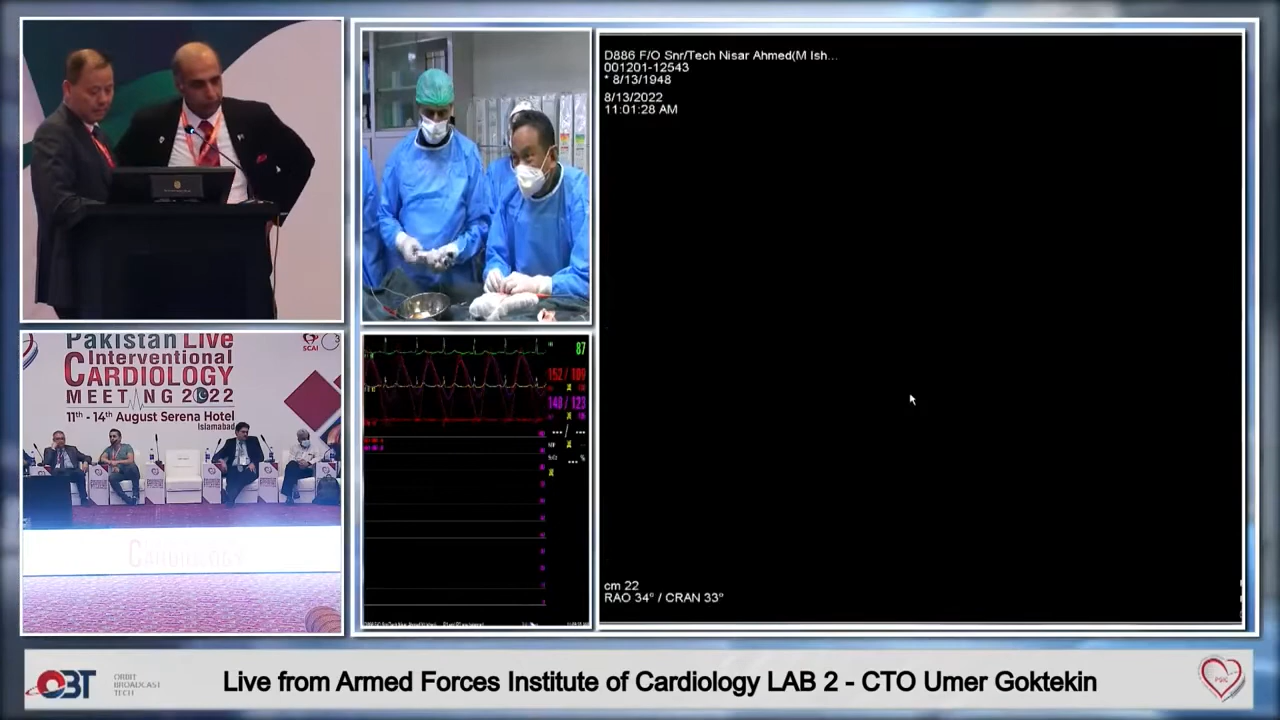 D886 F/O Snr/Tech Nisar Ahmed(M Ish...
001201-12543
* 8/13/1948
8/13/2022
11:01:28 AM
87
152 / 109
140 / 123
--- / ---
--- %
Pakistan Live
Interventional
CARDIOLOGY
MEETING 2022
11th - 14th August Serena Hotel
Islamabad
SCAI
CARDIOLOGY
cm 22
RAO 34° / CRAN 33°
OBT
ORBIT
BROADCAST
TECH
Live from Armed Forces Institute of Cardiology LAB 2 - CTO Umer Goktekin